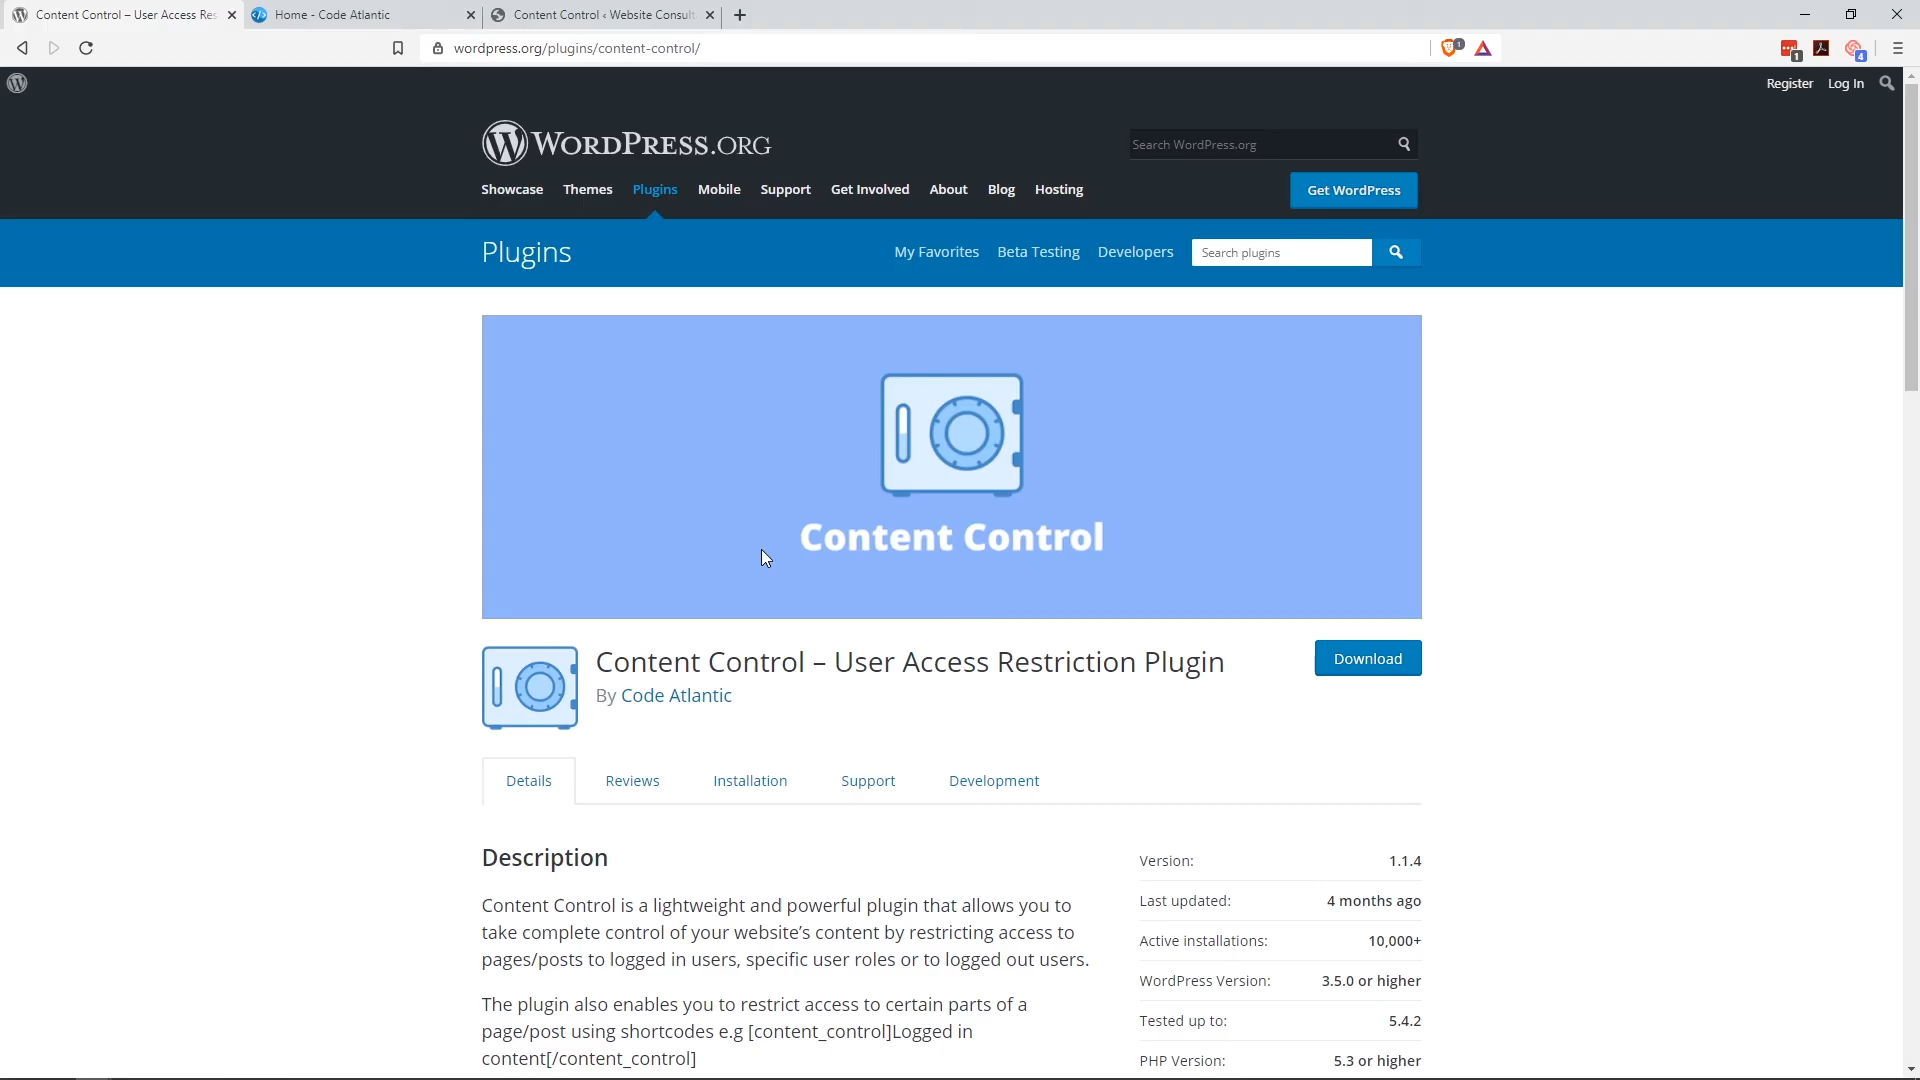 Content Control – User Access Res
Home - Code Atlantic
Content Control ‹ Website Consult
wordpress.org/plugins/content-control/
1
1
4
Register Log In
WORDPRESS.ORG
Search WordPress.org
Showcase Themes Plugins Mobile Support Get Involved About Blog Hosting
Get WordPress
Plugins
My Favorites Beta Testing Developers
Search plugins
Content Control
Content Control – User Access Restriction Plugin
By Code Atlantic
Download
Details Reviews Installation Support Development
Description
Content Control is a lightweight and powerful plugin that allows you to
take complete control of your website’s content by restricting access to
pages/posts to logged in users, specific user roles or to logged out users.
The plugin also enables you to restrict access to certain parts of a
page/post using shortcodes e.g [content_control]Logged in
content[/content_control]
Version: 1.1.4
Last updated: 4 months ago
Active installations: 10,000+
WordPress Version: 3.5.0 or higher
Tested up to: 5.4.2
PHP Version: 5.3 or higher